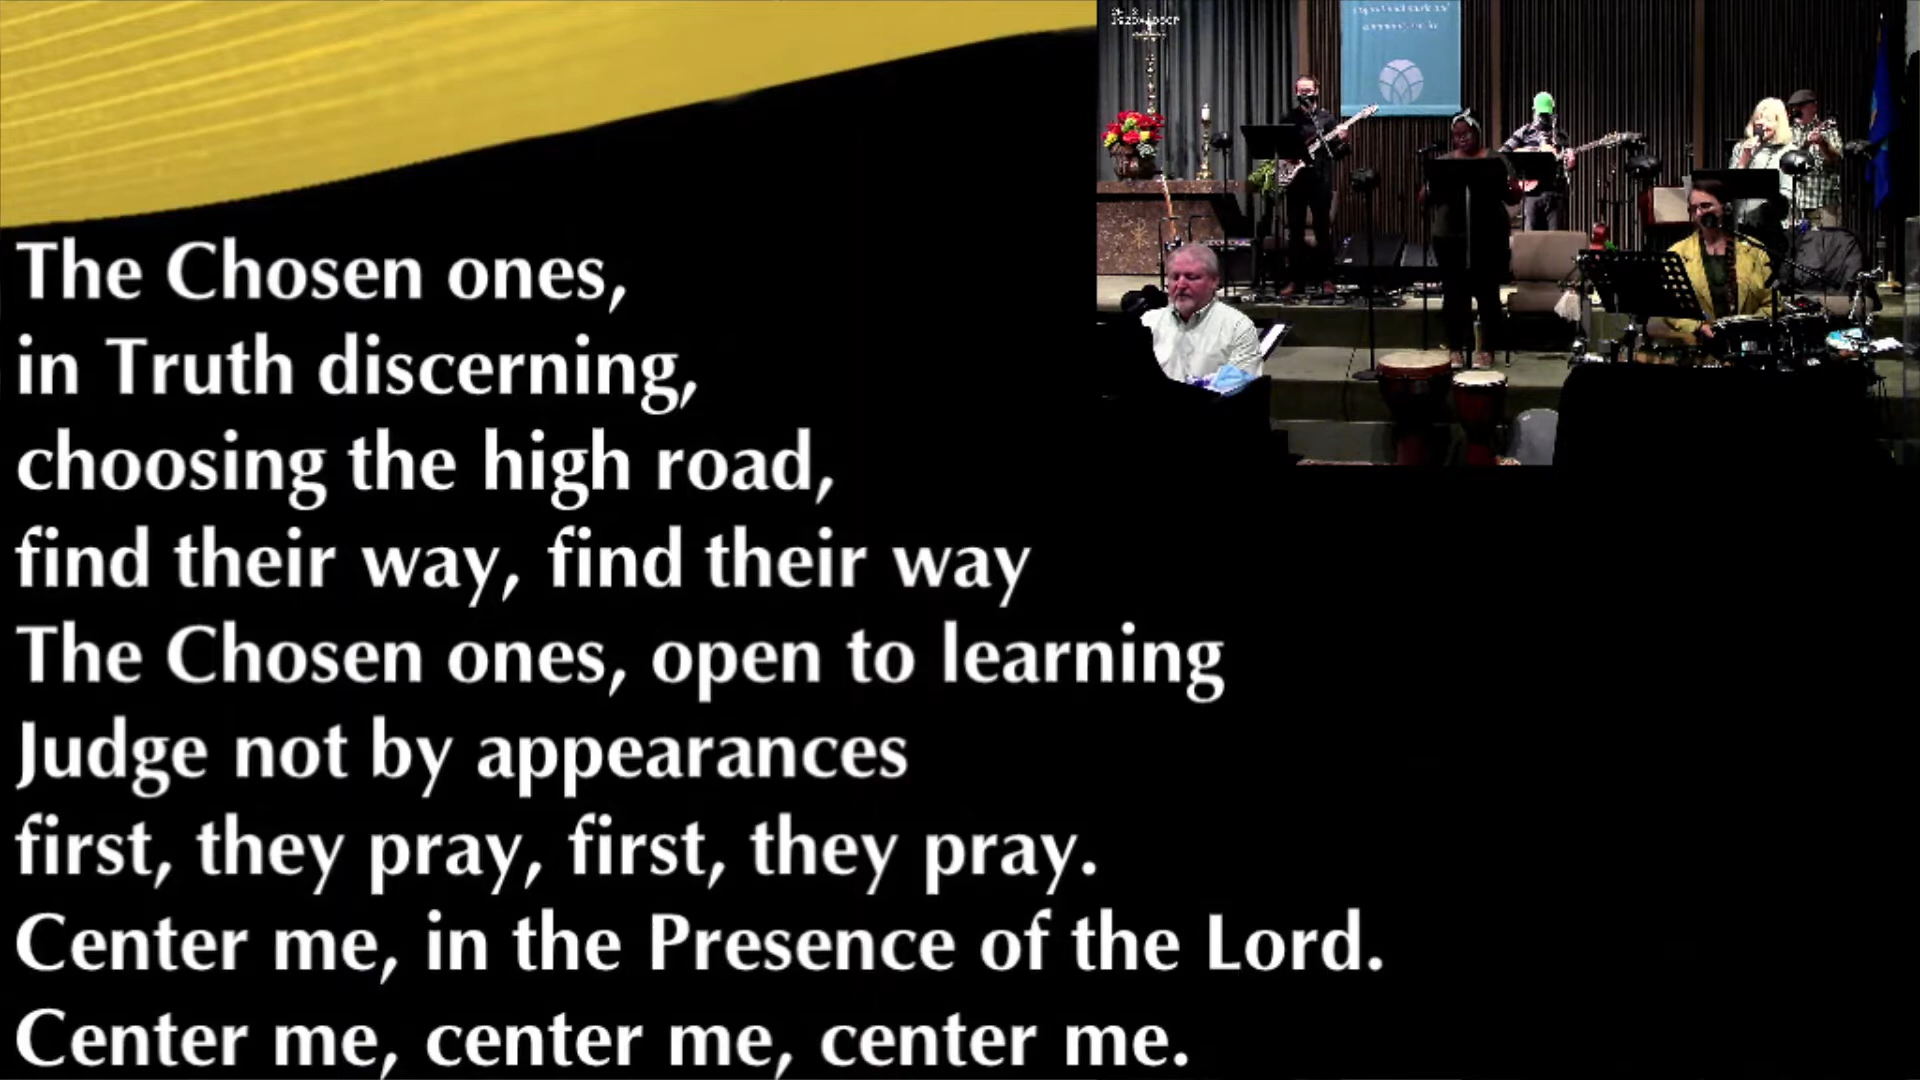 The Chosen ones,
in Truth discerning,
choosing the high road,
find their way, find their way
The Chosen ones, open to learning
Judge not by appearances
first, they pray, first, they pray.
Center me, in the Presence of the Lord.
Center me, center me, center me.